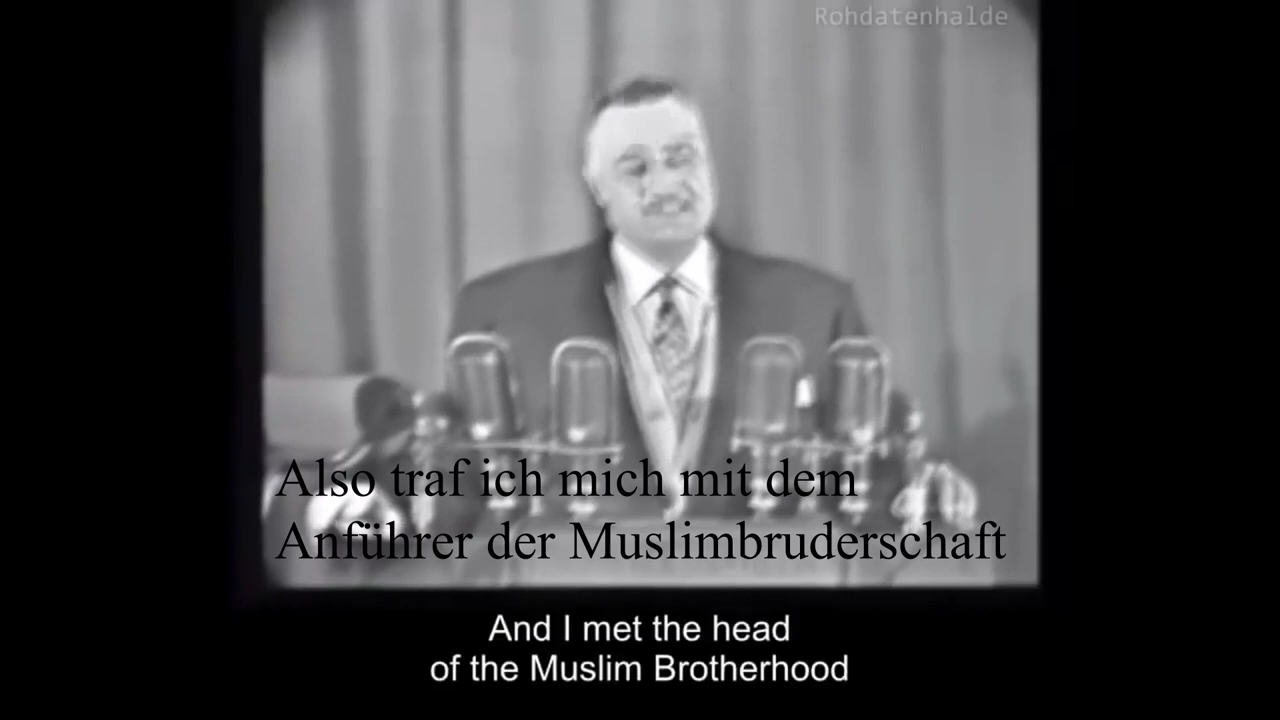 Rohdatenhalde
Also traf ich mich mit dem
Anführer der Muslimbruderschaft
And I met the head
of the Muslim Brotherhood